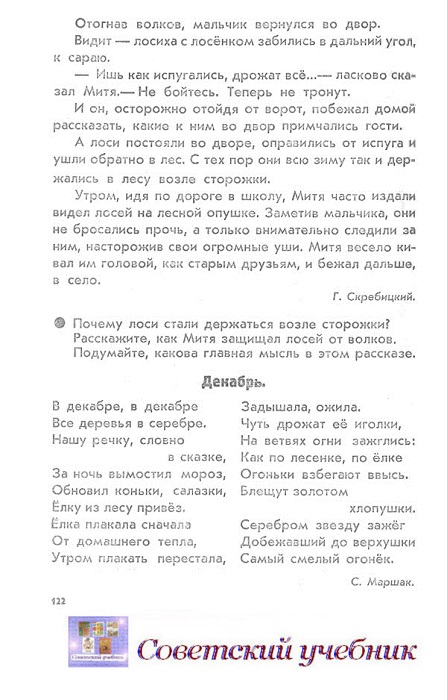 Отогнав волков, мальчик вернулся во двор.
Видит — лосиха с лосёнком забились в дальний угол,
к сараю.
— Ишь как испугались, дрожат всё...— ласково ска-
зал Митя.— Не бойтесь. Теперь не тронут.
И он, осторожно отойдя от ворот, побежал домой
рассказать, какие к ним во двор примчались гости.
А лоси постояли во дворе, оправились от испуга и
ушли обратно в лес. С тех пор они всю зиму так и дер-
жались в лесу возле сторожки.
Утром, идя по дороге в школу, Митя часто издали
видел лосей на лесной опушке. Заметив мальчика, они
не бросались прочь, а только внимательно следили за
ним, насторожив свои огромные уши. Митя весело ки-
вал им головой, как старым друзьям, и бежал дальше,
в село.
Г. Скребицкий.
Почему лоси стали держаться возле сторожки?
Расскажите, как Митя защищал лосей от волков.
Подумайте, какова главная мысль в этом рассказе.
Декабрь.
В декабре, в декабре
Все деревья в серебре.
Нашу речку, словно
в сказке,
За ночь вымостил мороз,
Обновил коньки, салазки,
Ёлку из лесу привёз.
Ёлка плакала сначала
От домашнего тепла,
Утром плакать перестала,
Задышала, ожила.
Чуть дрожат её иголки,
На ветвях огни зажглись:
Как по лесенке, по ёлке
Огоньки взбегают ввысь.
Блещут золотом
хлопушки.
Серебром звезду зажёг
Добежавший до верхушки
Самый смелый огонёк.
С. Маршак.
122
Советский учебник
Советский учебник